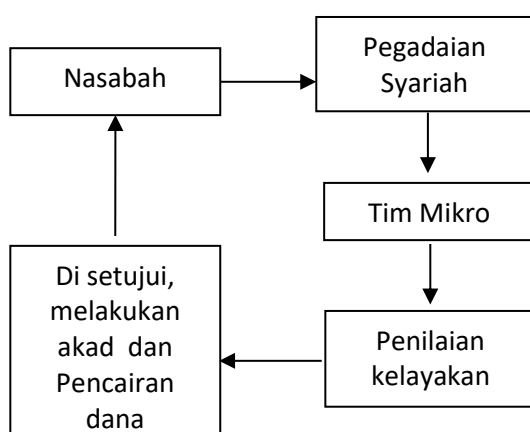 Nasabah
Pegadaian
Syariah
Tim Mikro
Penilaian
kelayakan
Di setujui,
melakukan
akad dan
Pencairan
dana